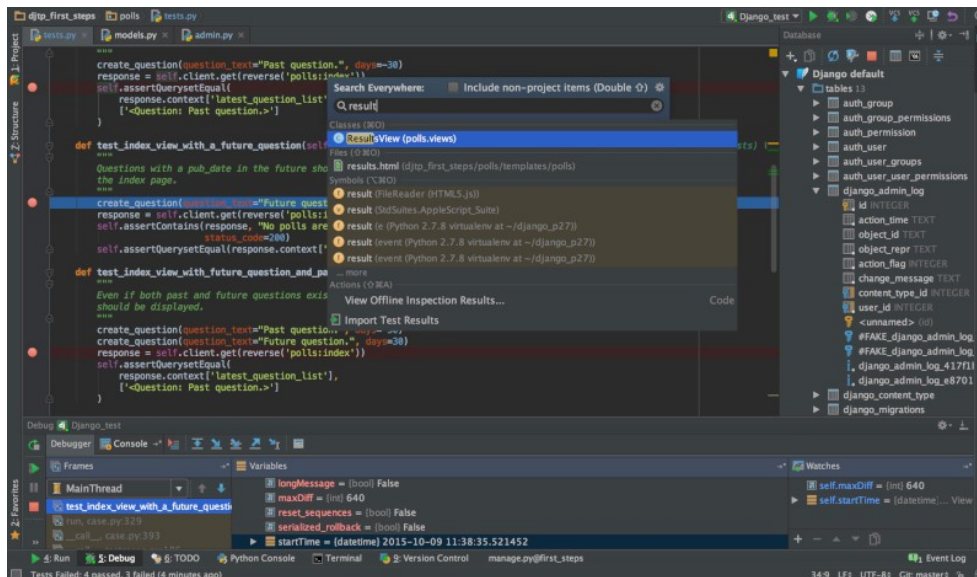 djtp_first_steps polls tests.py
Django_test
VCS VCS
tests.py × models.py × admin.py ×
Database
1: Project
Z: Structure
2: Favorites
"""
create_question(question_text="Past question.", days=-30)
response = self.client.get(reverse('polls:index'))
self.assertQuerysetEqual(
response.context['latest_question_list'
['<Question: Past question.>']
)
def test_index_view_with_a_future_question(self
"""
Questions with a pub_date in the future sho
the index page.
"""
create_question(question_text="Future quest
response = self.client.get(reverse('polls:i
self.assertContains(response, "No polls are
status_code=200)
self.assertQuerysetEqual(response.context['
def test_index_view_with_future_question_and_pa
"""
Even if both past and future questions exis
should be displayed.
"""
create_question(question_text="Past question.", days=-30)
create_question(question_text="Future question.", days=30)
response = self.client.get(reverse('polls:index'))
self.assertQuerysetEqual(
response.context['latest_question_list'],
['<Question: Past question.>']
)
Search Everywhere: Include non-project items (Double ⇧)
result
Classes (⌘O)
ResultsView (polls.views)
Files (⇧⌘O)
results.html (djtp_first_steps/polls/templates/polls)
Symbols (⌥⌘O)
result (FileReader (HTML5.js))
result (StdSuites.AppleScript_Suite)
result (e (Python 2.7.8 virtualenv at ~/django_p27))
result (event (Python 2.7.8 virtualenv at ~/django_p27))
result (event (Python 2.7.8 virtualenv at ~/django_p27))
... more
Actions (⇧⌘A)
View Offline Inspection Results... Code
Import Test Results
sts)
Django default
tables 13
auth_group
auth_group_permissions
auth_permission
auth_user
auth_user_groups
auth_user_user_permissions
django_admin_log
id INTEGER
action_time TEXT
object_id TEXT
object_repr TEXT
action_flag INTEGER
change_message TEXT
content_type_id INTEGER
user_id INTEGER
<unnamed> (id)
#FAKE_django_admin_log_
#FAKE_django_admin_log_
django_admin_log_417f1
django_admin_log_e8701
django_content_type
django_migrations
Debug Django_test
Debugger Console
Frames
MainThread
test_index_view_with_a_future_questi
run, case.py:329
__call__, case.py:393
Variables
longMessage = {bool} False
maxDiff = {int} 640
reset_sequences = {bool} False
serialized_rollback = {bool} False
startTime = {datetime} 2015-10-09 11:38:35.521452
Watches
self.maxDiff = {int} 640
self.startTime = {datetime}... View
4: Run 5: Debug 6: TODO Python Console Terminal 9: Version Control manage.py@first_steps Event Log
Tests Failed: 4 passed, 3 failed (4 minutes ago) 34:9 LF÷ UTF-8÷ Git: master÷